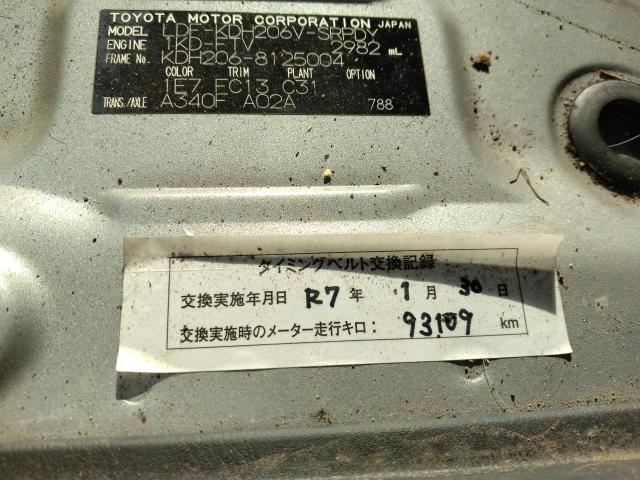 TOYOTA MOTOR CORPORATION JAPAN
MODEL LDF-KDH206V-SRPDY
ENGINE 1KD-FTV 2982 mL
FRAME No. KDH206-8125004
COLOR TRIM PLANT OPTION
1E7 FC13 C31
TRANS./AXLE A340F A02A 788
タイミングベルト交換記録
交換実施年月日 R7 年 1 月 30 日
交換実施時のメーター走行キロ： 93109 km